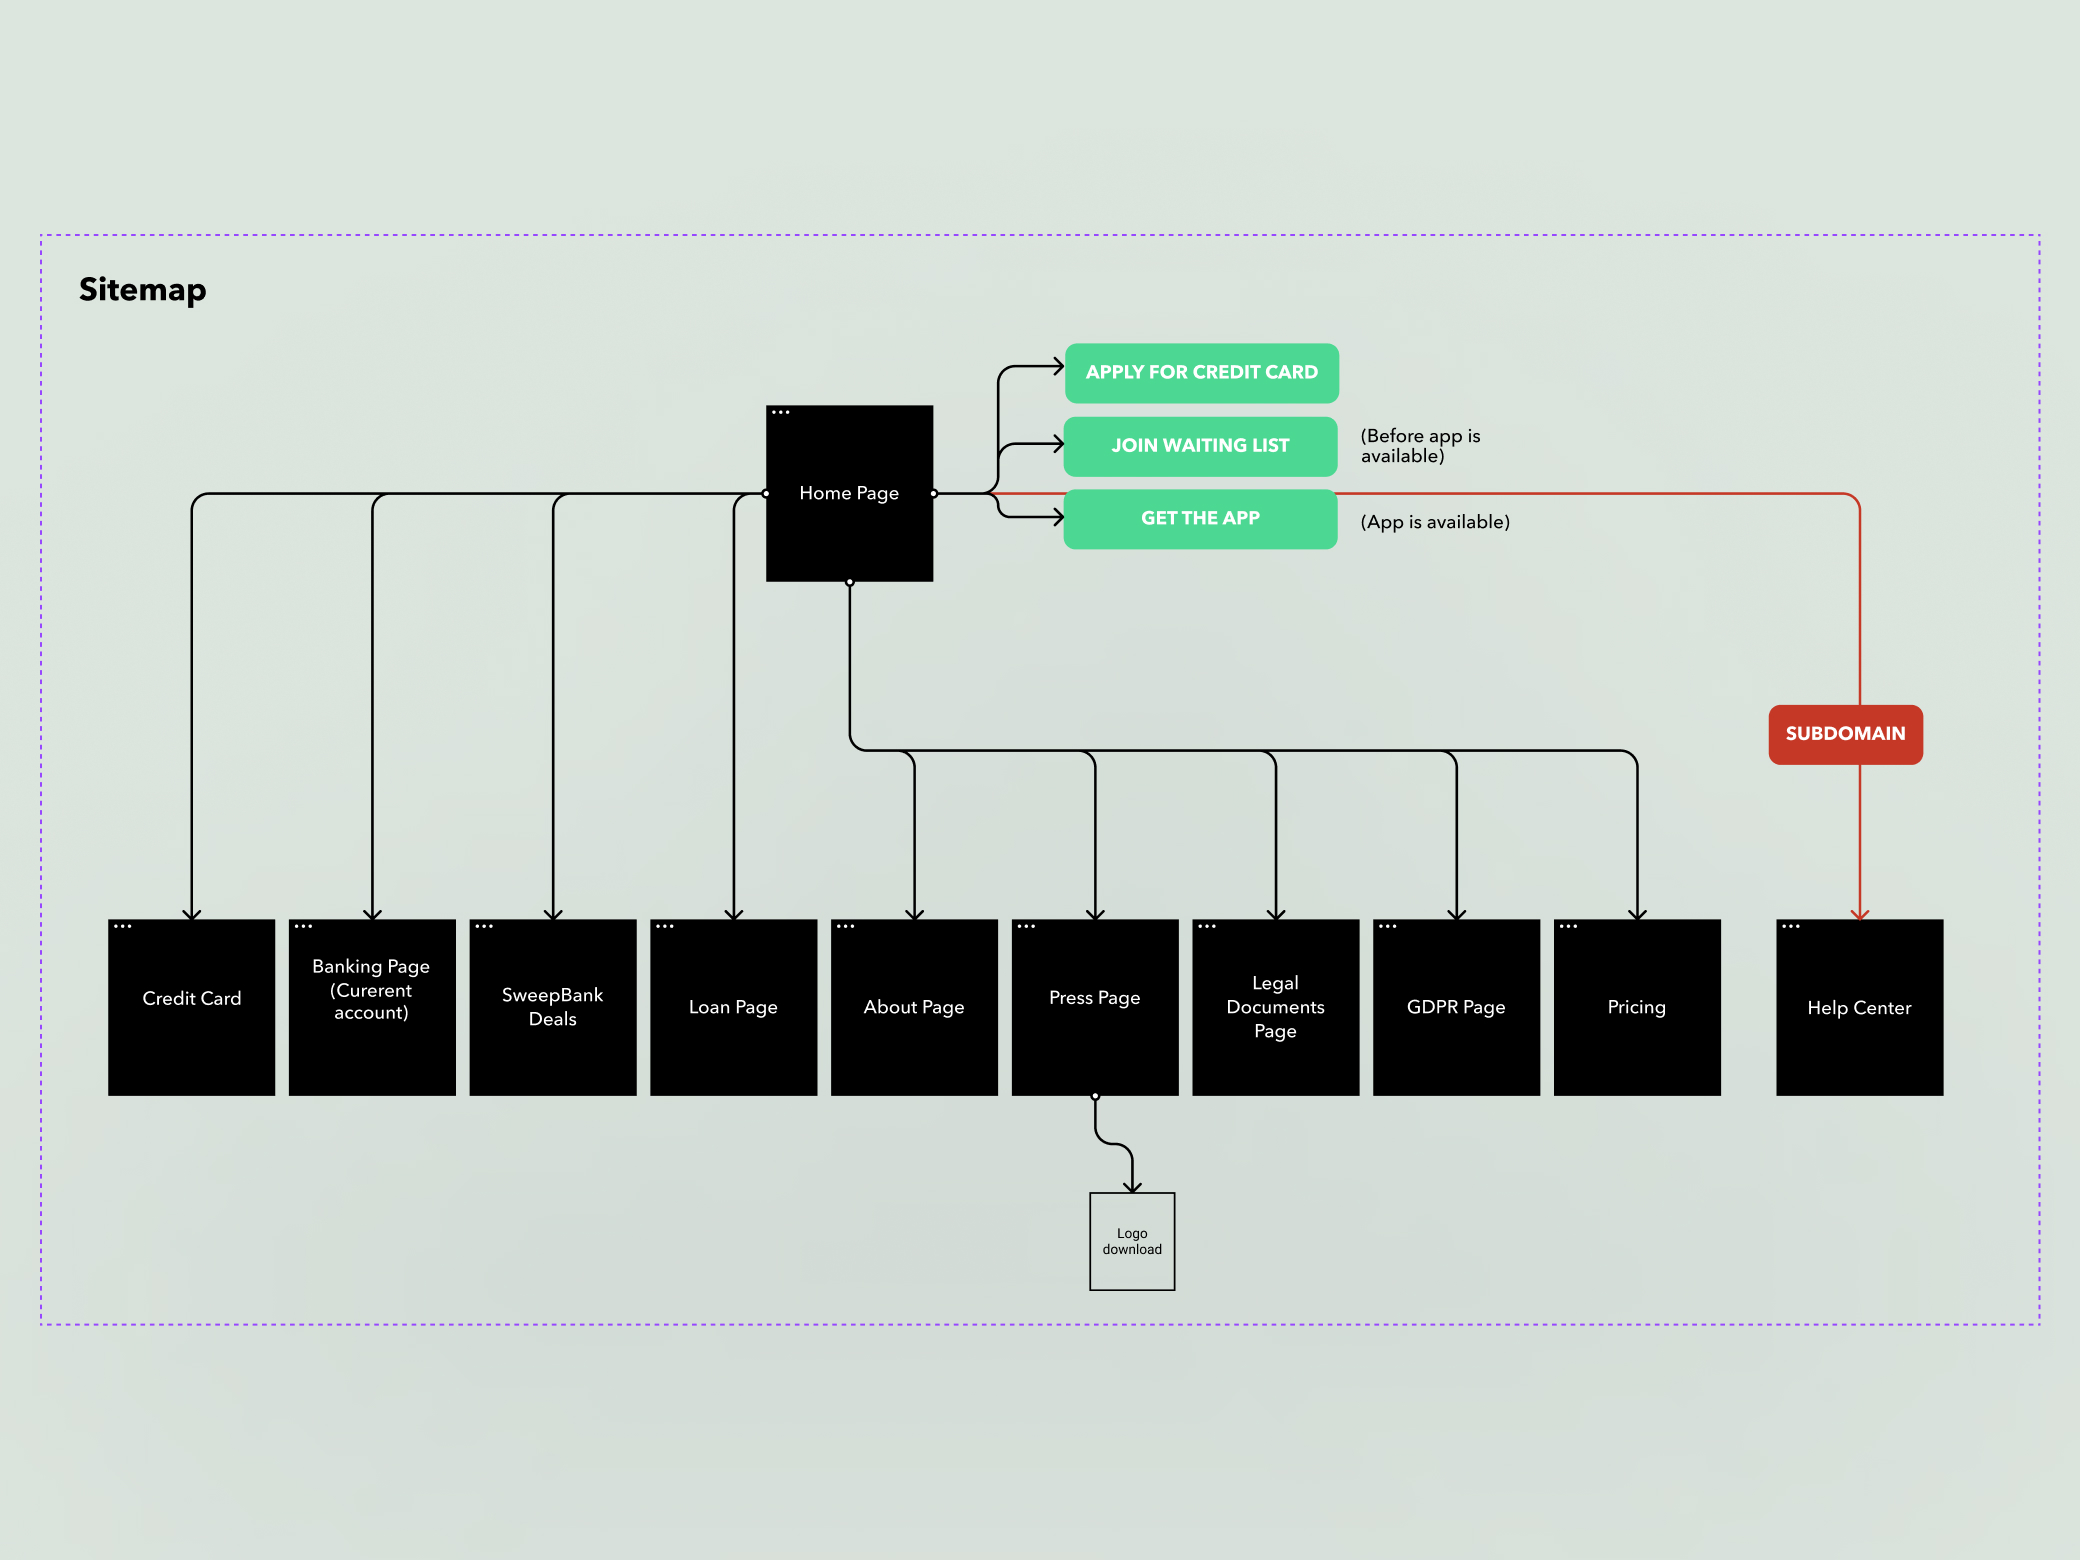 Sitemap
APPLY FOR CREDIT CARD
JOIN WAITING LIST
(Before app is
available)
Home Page
GET THE APP
(App is available)
SUBDOMAIN
Credit Card
Banking Page
(Curerent
account)
SweepBank
Deals
Loan Page
About Page
Press Page
Legal
Documents
Page
GDPR Page
Pricing
Help Center
Logo
download